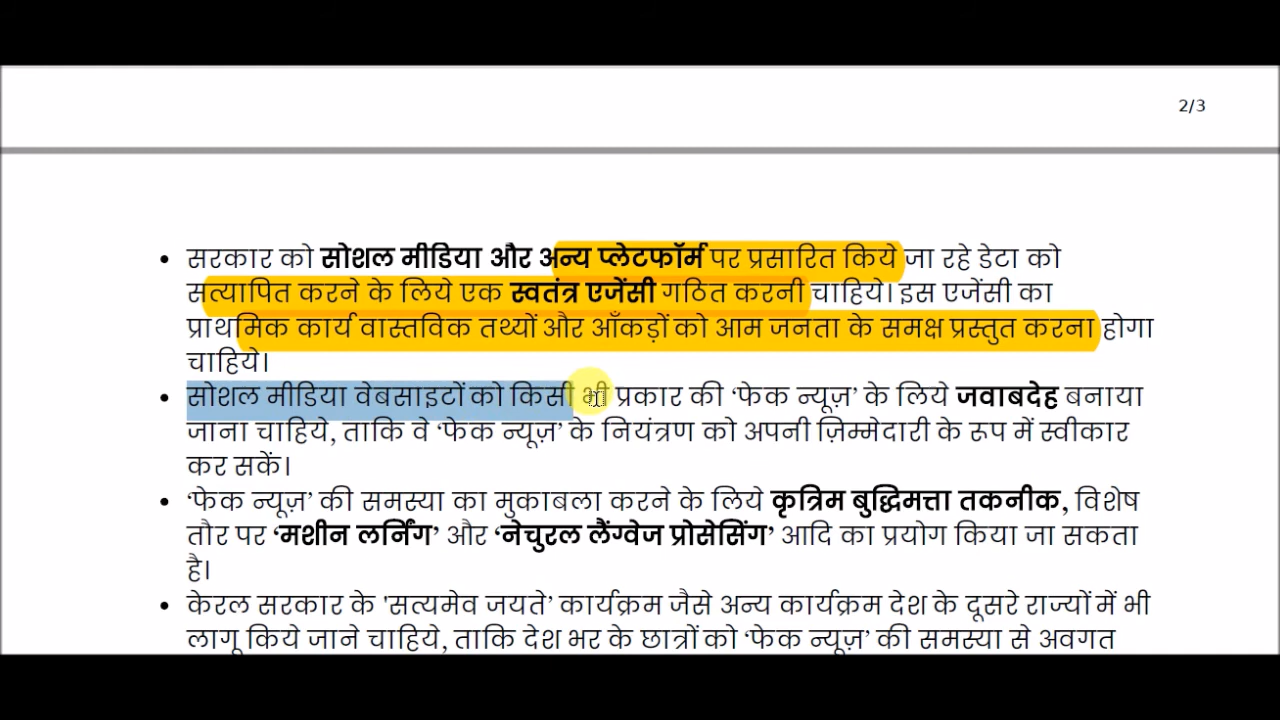 2/3
• सरकार को सोशल मीडिया और अन्य प्लेटफॉर्म पर प्रसारित किये जा रहे डेटा को
सत्यापित करने के लिये एक स्वतंत्र एजेंसी गठित करनी चाहिये। इस एजेंसी का
प्राथमिक कार्य वास्तविक तथ्यों और आँकड़ों को आम जनता के समक्ष प्रस्तुत करना होगा
चाहिये।
• सोशल मीडिया वेबसाइटों को किसी भी प्रकार की ‘फेक न्यूज़’ के लिये जवाबदेह बनाया
जाना चाहिये, ताकि वे ‘फेक न्यूज़’ के नियंत्रण को अपनी ज़िम्मेदारी के रूप में स्वीकार
कर सकें।
• ‘फेक न्यूज़’ की समस्या का मुकाबला करने के लिये कृत्रिम बुद्धिमत्ता तकनीक, विशेष
तौर पर ‘मशीन लर्निंग’ और ‘नेचुरल लैंग्वेज प्रोसेसिंग’ आदि का प्रयोग किया जा सकता
है।
• केरल सरकार के 'सत्यमेव जयते’ कार्यक्रम जैसे अन्य कार्यक्रम देश के दूसरे राज्यों में भी
लागू किये जाने चाहिये, ताकि देश भर के छात्रों को ‘फेक न्यूज़’ की समस्या से अवगत